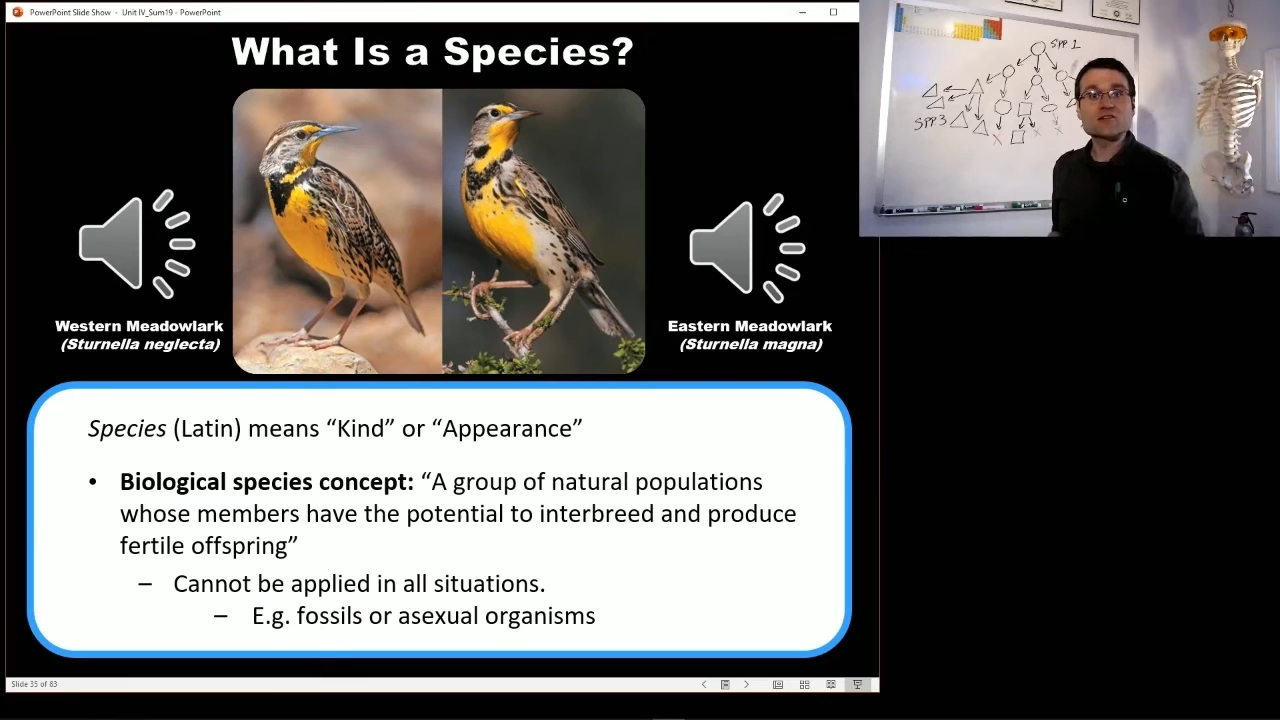 PowerPoint Slide Show - Unit IV_Sum19 - PowerPoint
What Is a Species?
SPP 1
SPP3
Western Meadowlark
(Sturnella neglecta)
Eastern Meadowlark
(Sturnella magna)
Species (Latin) means “Kind” or “Appearance”
• Biological species concept: “A group of natural populations
whose members have the potential to interbreed and produce
fertile offspring”
– Cannot be applied in all situations.
– E.g. fossils or asexual organisms
Slide 35 of 83